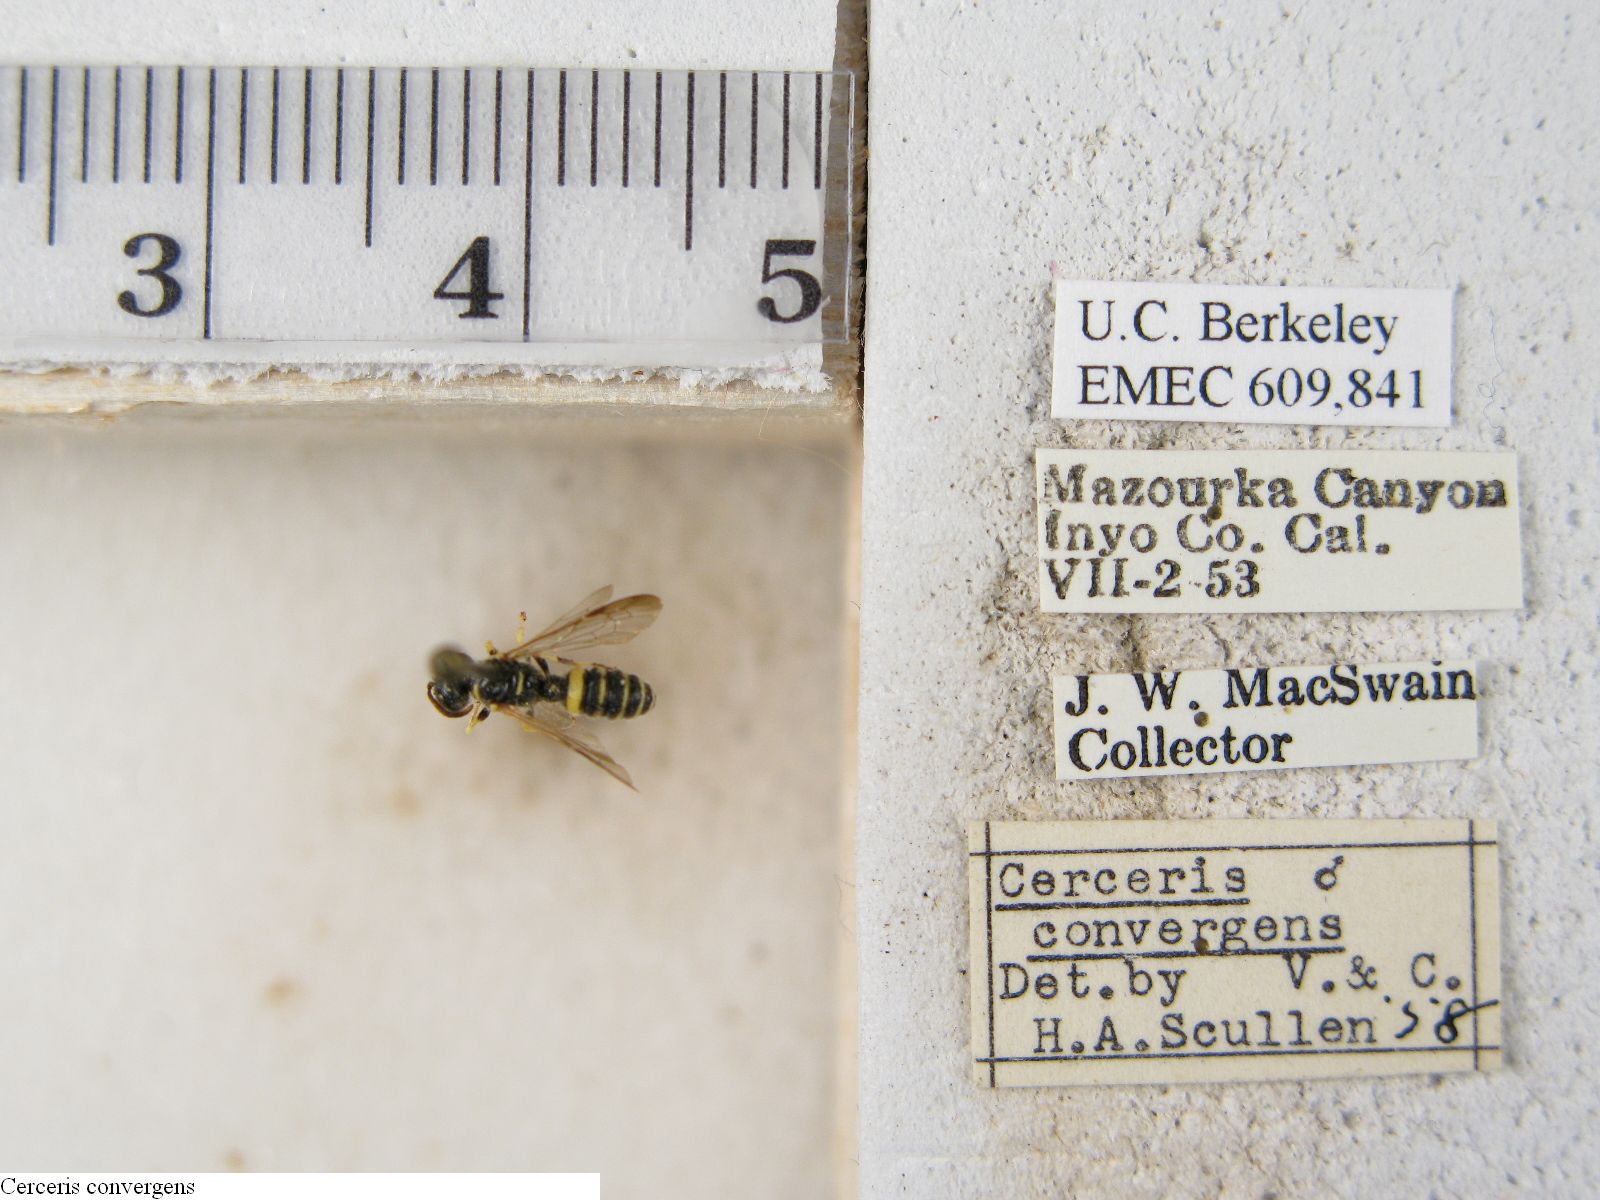 3 4 5
U.C. Berkeley
EMEC 609,841
Mazourka Canyon
Inyo Co. Cal.
VII-2-53
J. W. MacSwain
Collector
Cerceris ♂
convergens
Det.by V.& C.
H.A.Scullen '58
Cerceris convergens